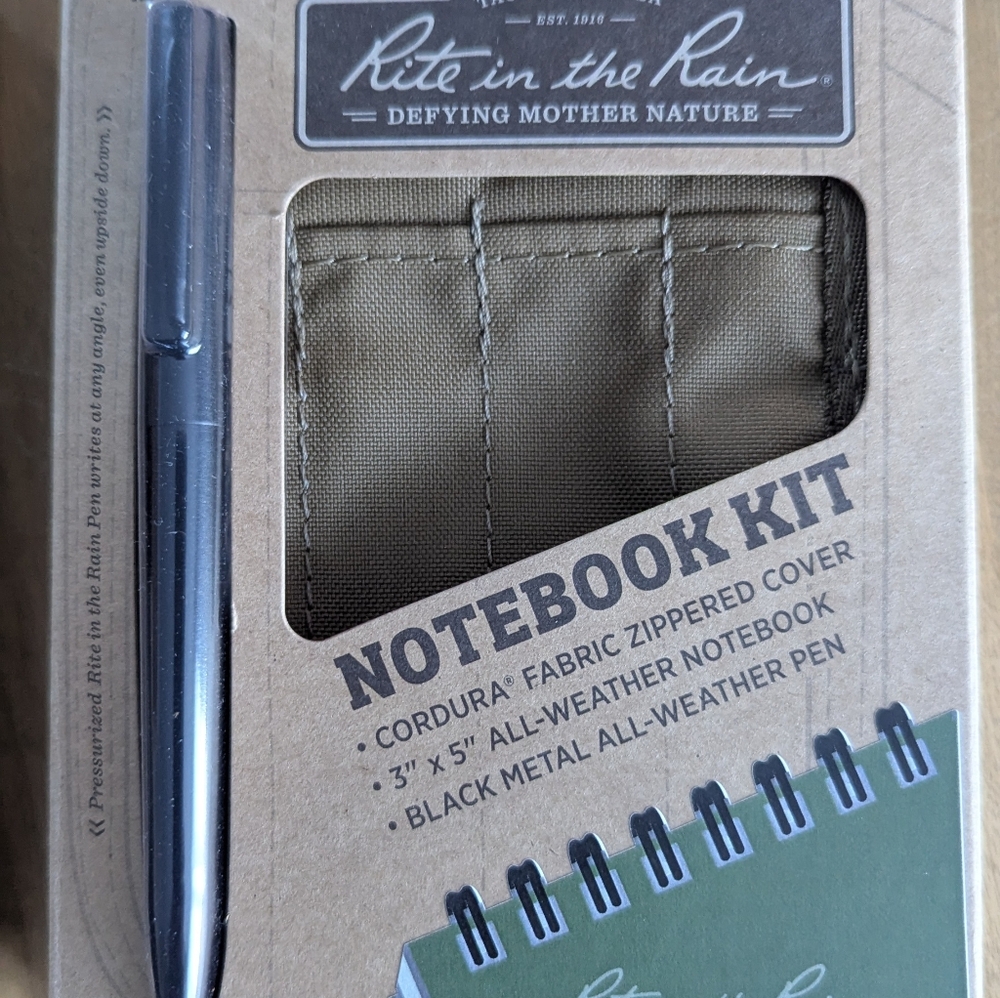 EST. 1916
Rite in the Rain®
DEFYING MOTHER NATURE
« Pressurized Rite in the Rain Pen writes at any angle, even upside down. »
NOTEBOOK KIT
• CORDURA® FABRIC ZIPPERED COVER
• 3" x 5" ALL-WEATHER NOTEBOOK
• BLACK METAL ALL-WEATHER PEN